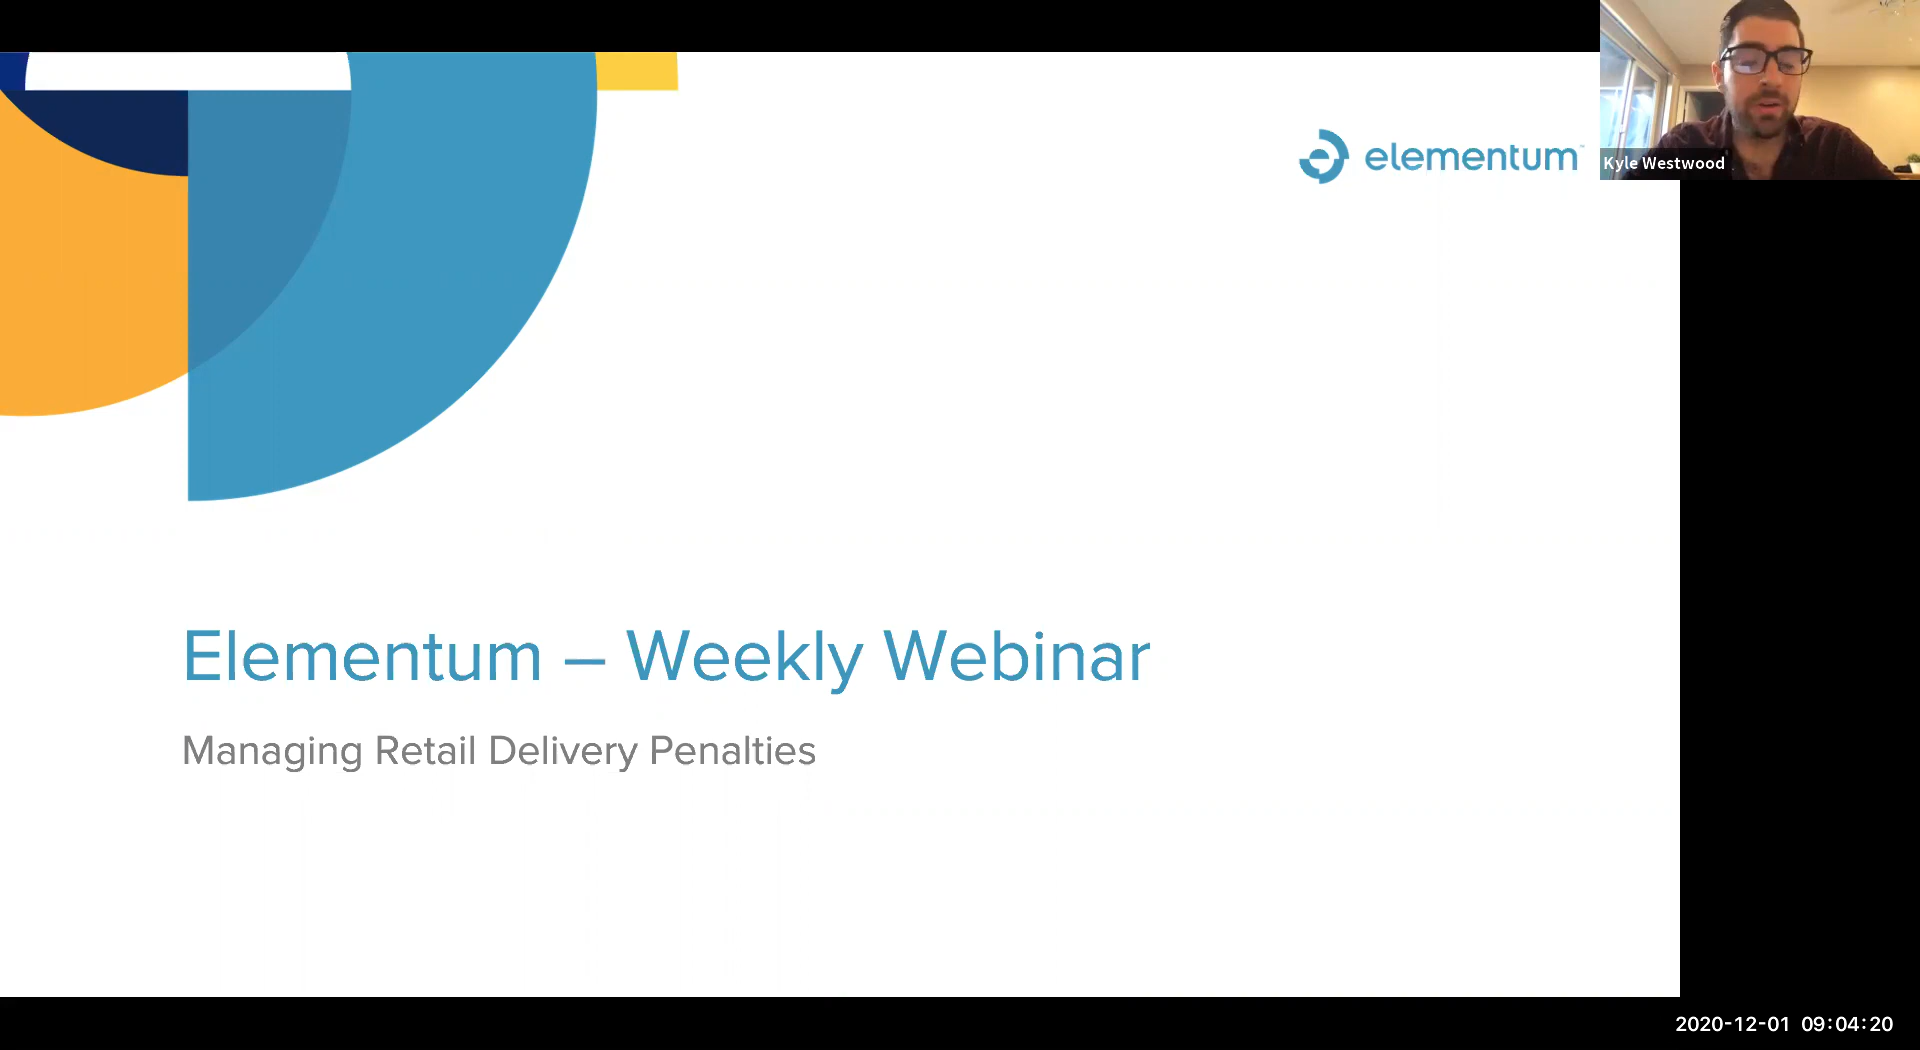 elementum
Kyle Westwood
Elementum – Weekly Webinar
Managing Retail Delivery Penalties
2020-12-01 09:04:20